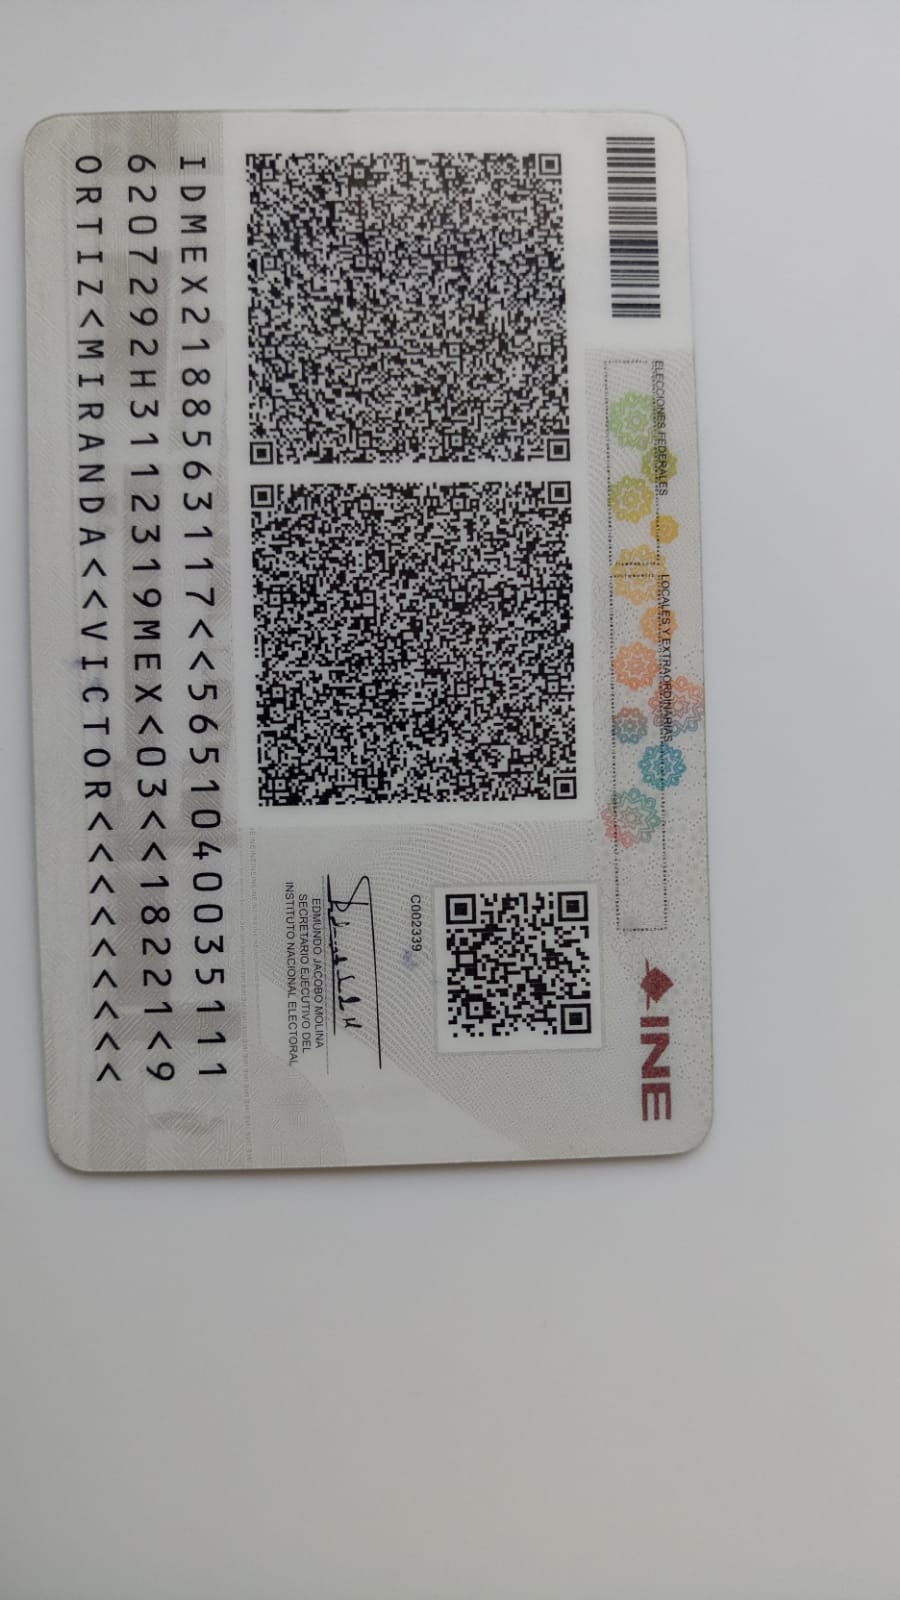 ELECCIONES FEDERALES
LOCALES Y EXTRAORDINARIAS
INE
C002339
EDMUNDO JACOBO MOLINA
SECRETARIO EJECUTIVO DEL
INSTITUTO NACIONAL ELECTORAL
IDMEX2188563117<<5651040035111
6207292H3112319MEX<03<<18221<9
ORTIZ<MIRANDA<<VICTOR<<<<<<<<<